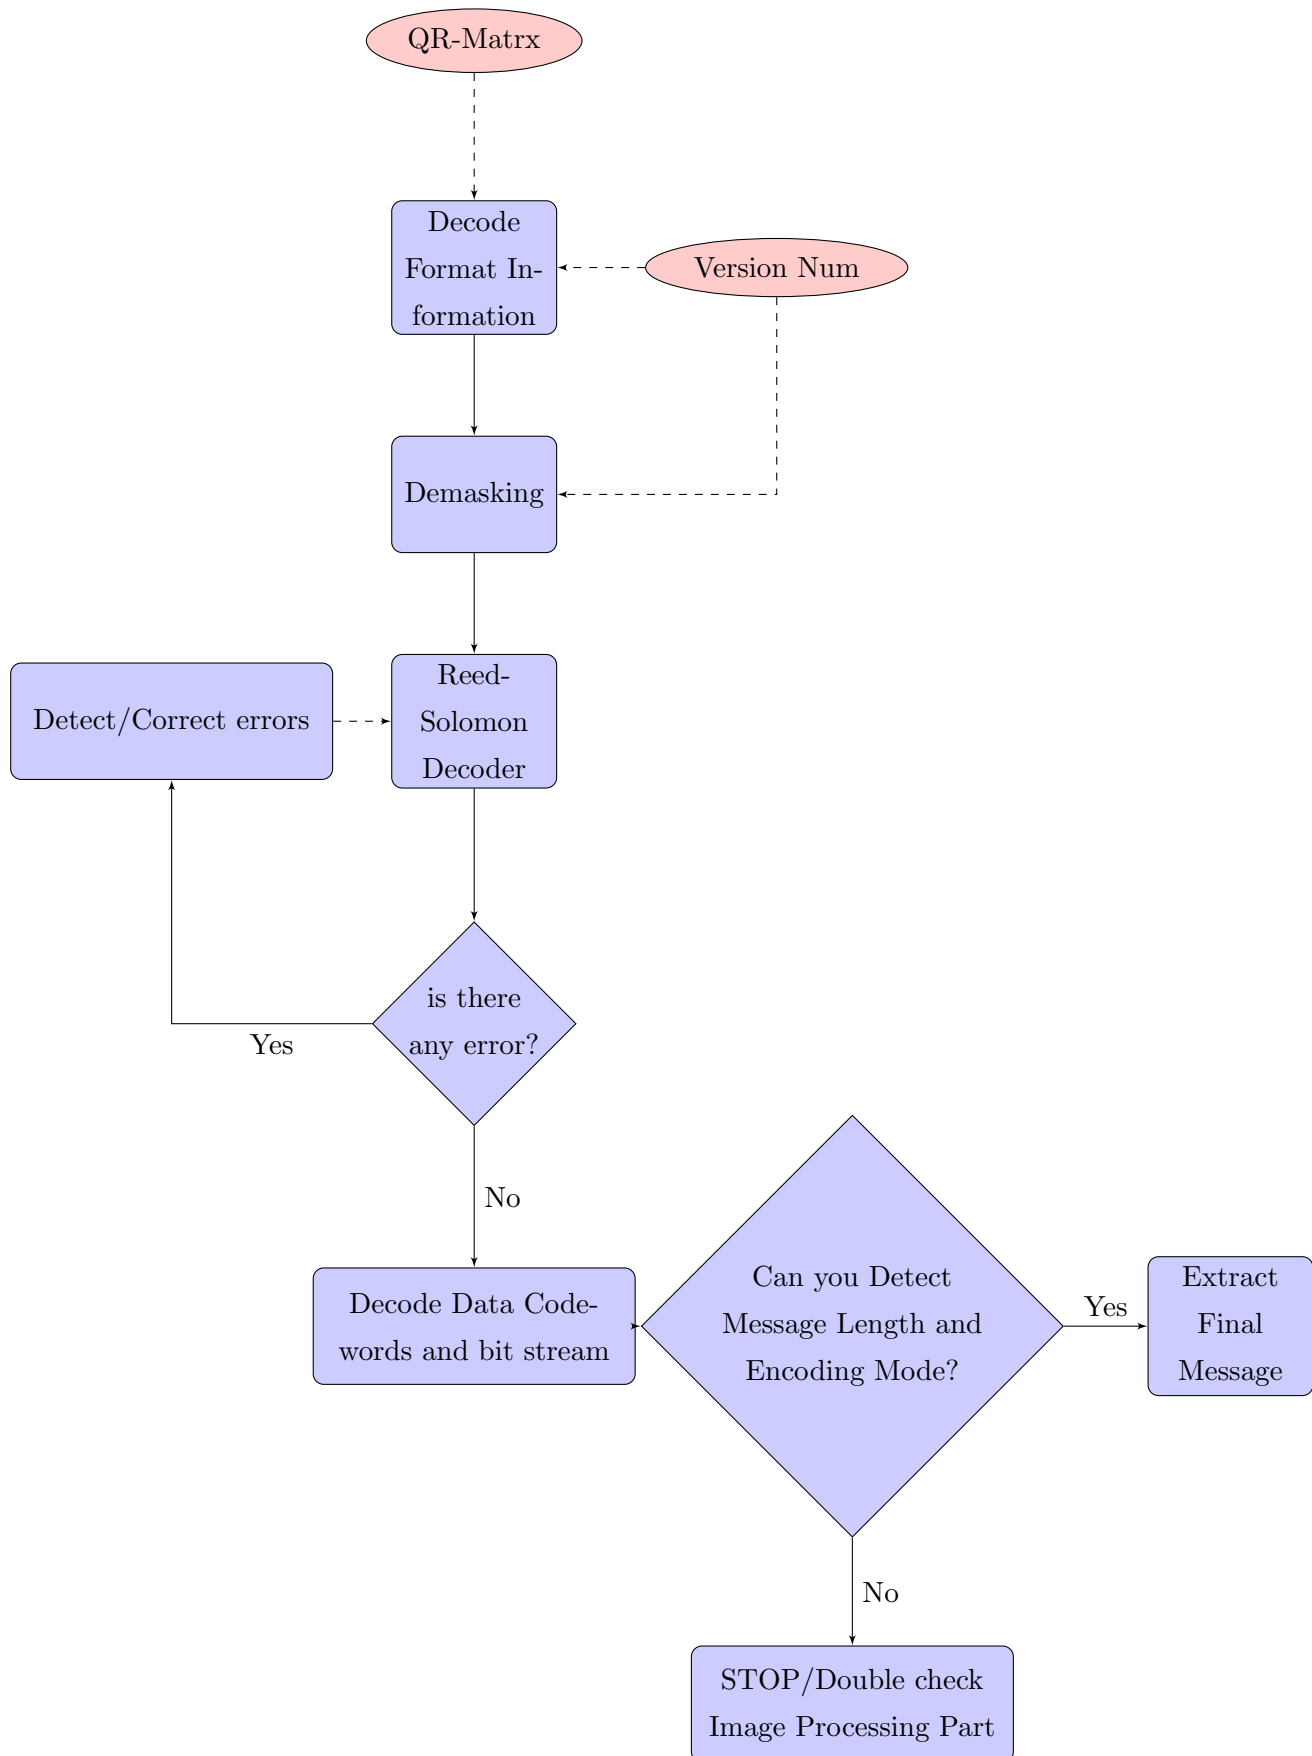 QR-Matrx
Decode
Format In-
formation
Version Num
Demasking
Detect/Correct errors
Reed-
Solomon
Decoder
is there
any error?
Yes
No
Decode Data Code-
words and bit stream
Can you Detect
Message Length and
Encoding Mode?
Yes
Extract
Final
Message
No
STOP/Double check
Image Processing Part